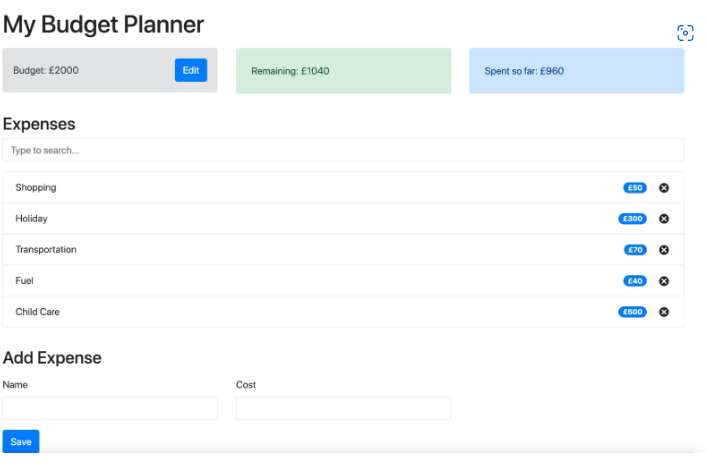 My Budget Planner
Budget: £2000 Edit Remaining: £1040 Spent so far: £960
Expenses
Type to search...
Shopping £50
Holiday £300
Transportation £70
Fuel £40
Child Care £500
Add Expense
Name Cost
Save